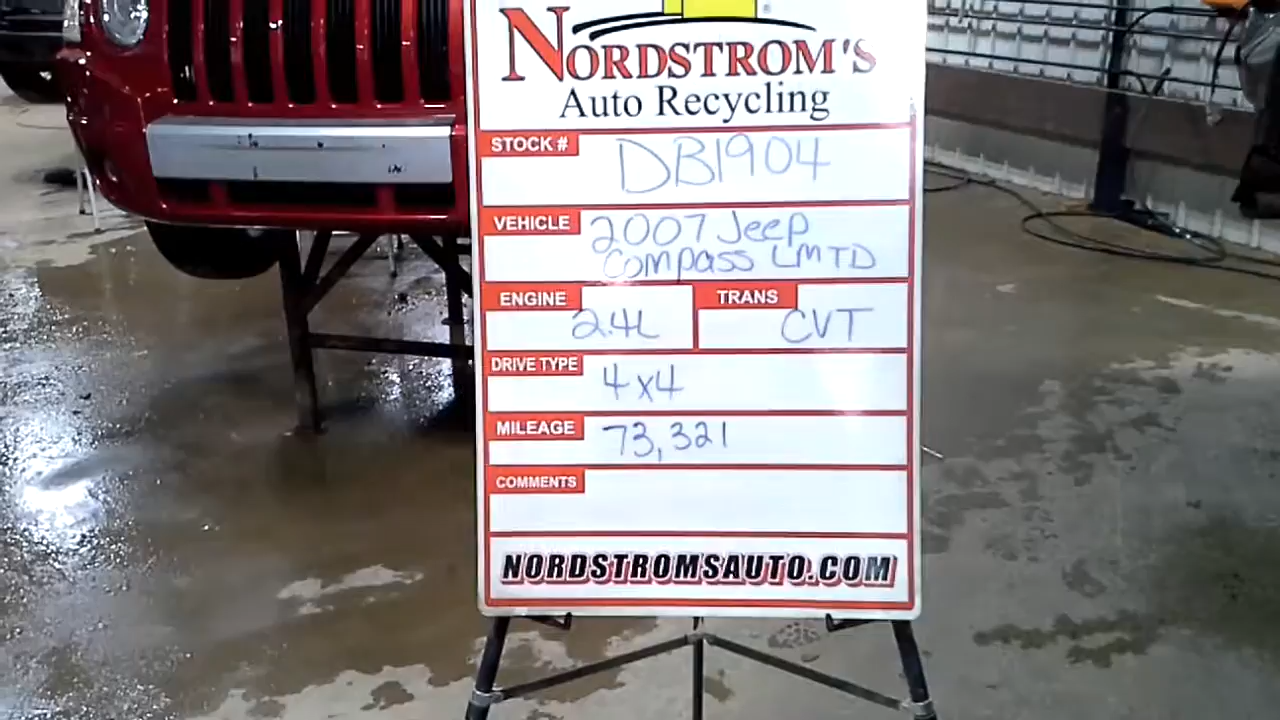 NORDSTROM'S
Auto Recycling
STOCK # DB1904
VEHICLE 2007 Jeep
Compass LMTD
ENGINE 2.4L TRANS CVT
DRIVE TYPE 4x4
MILEAGE 73,321
COMMENTS
NORDSTROMSAUTO.COM